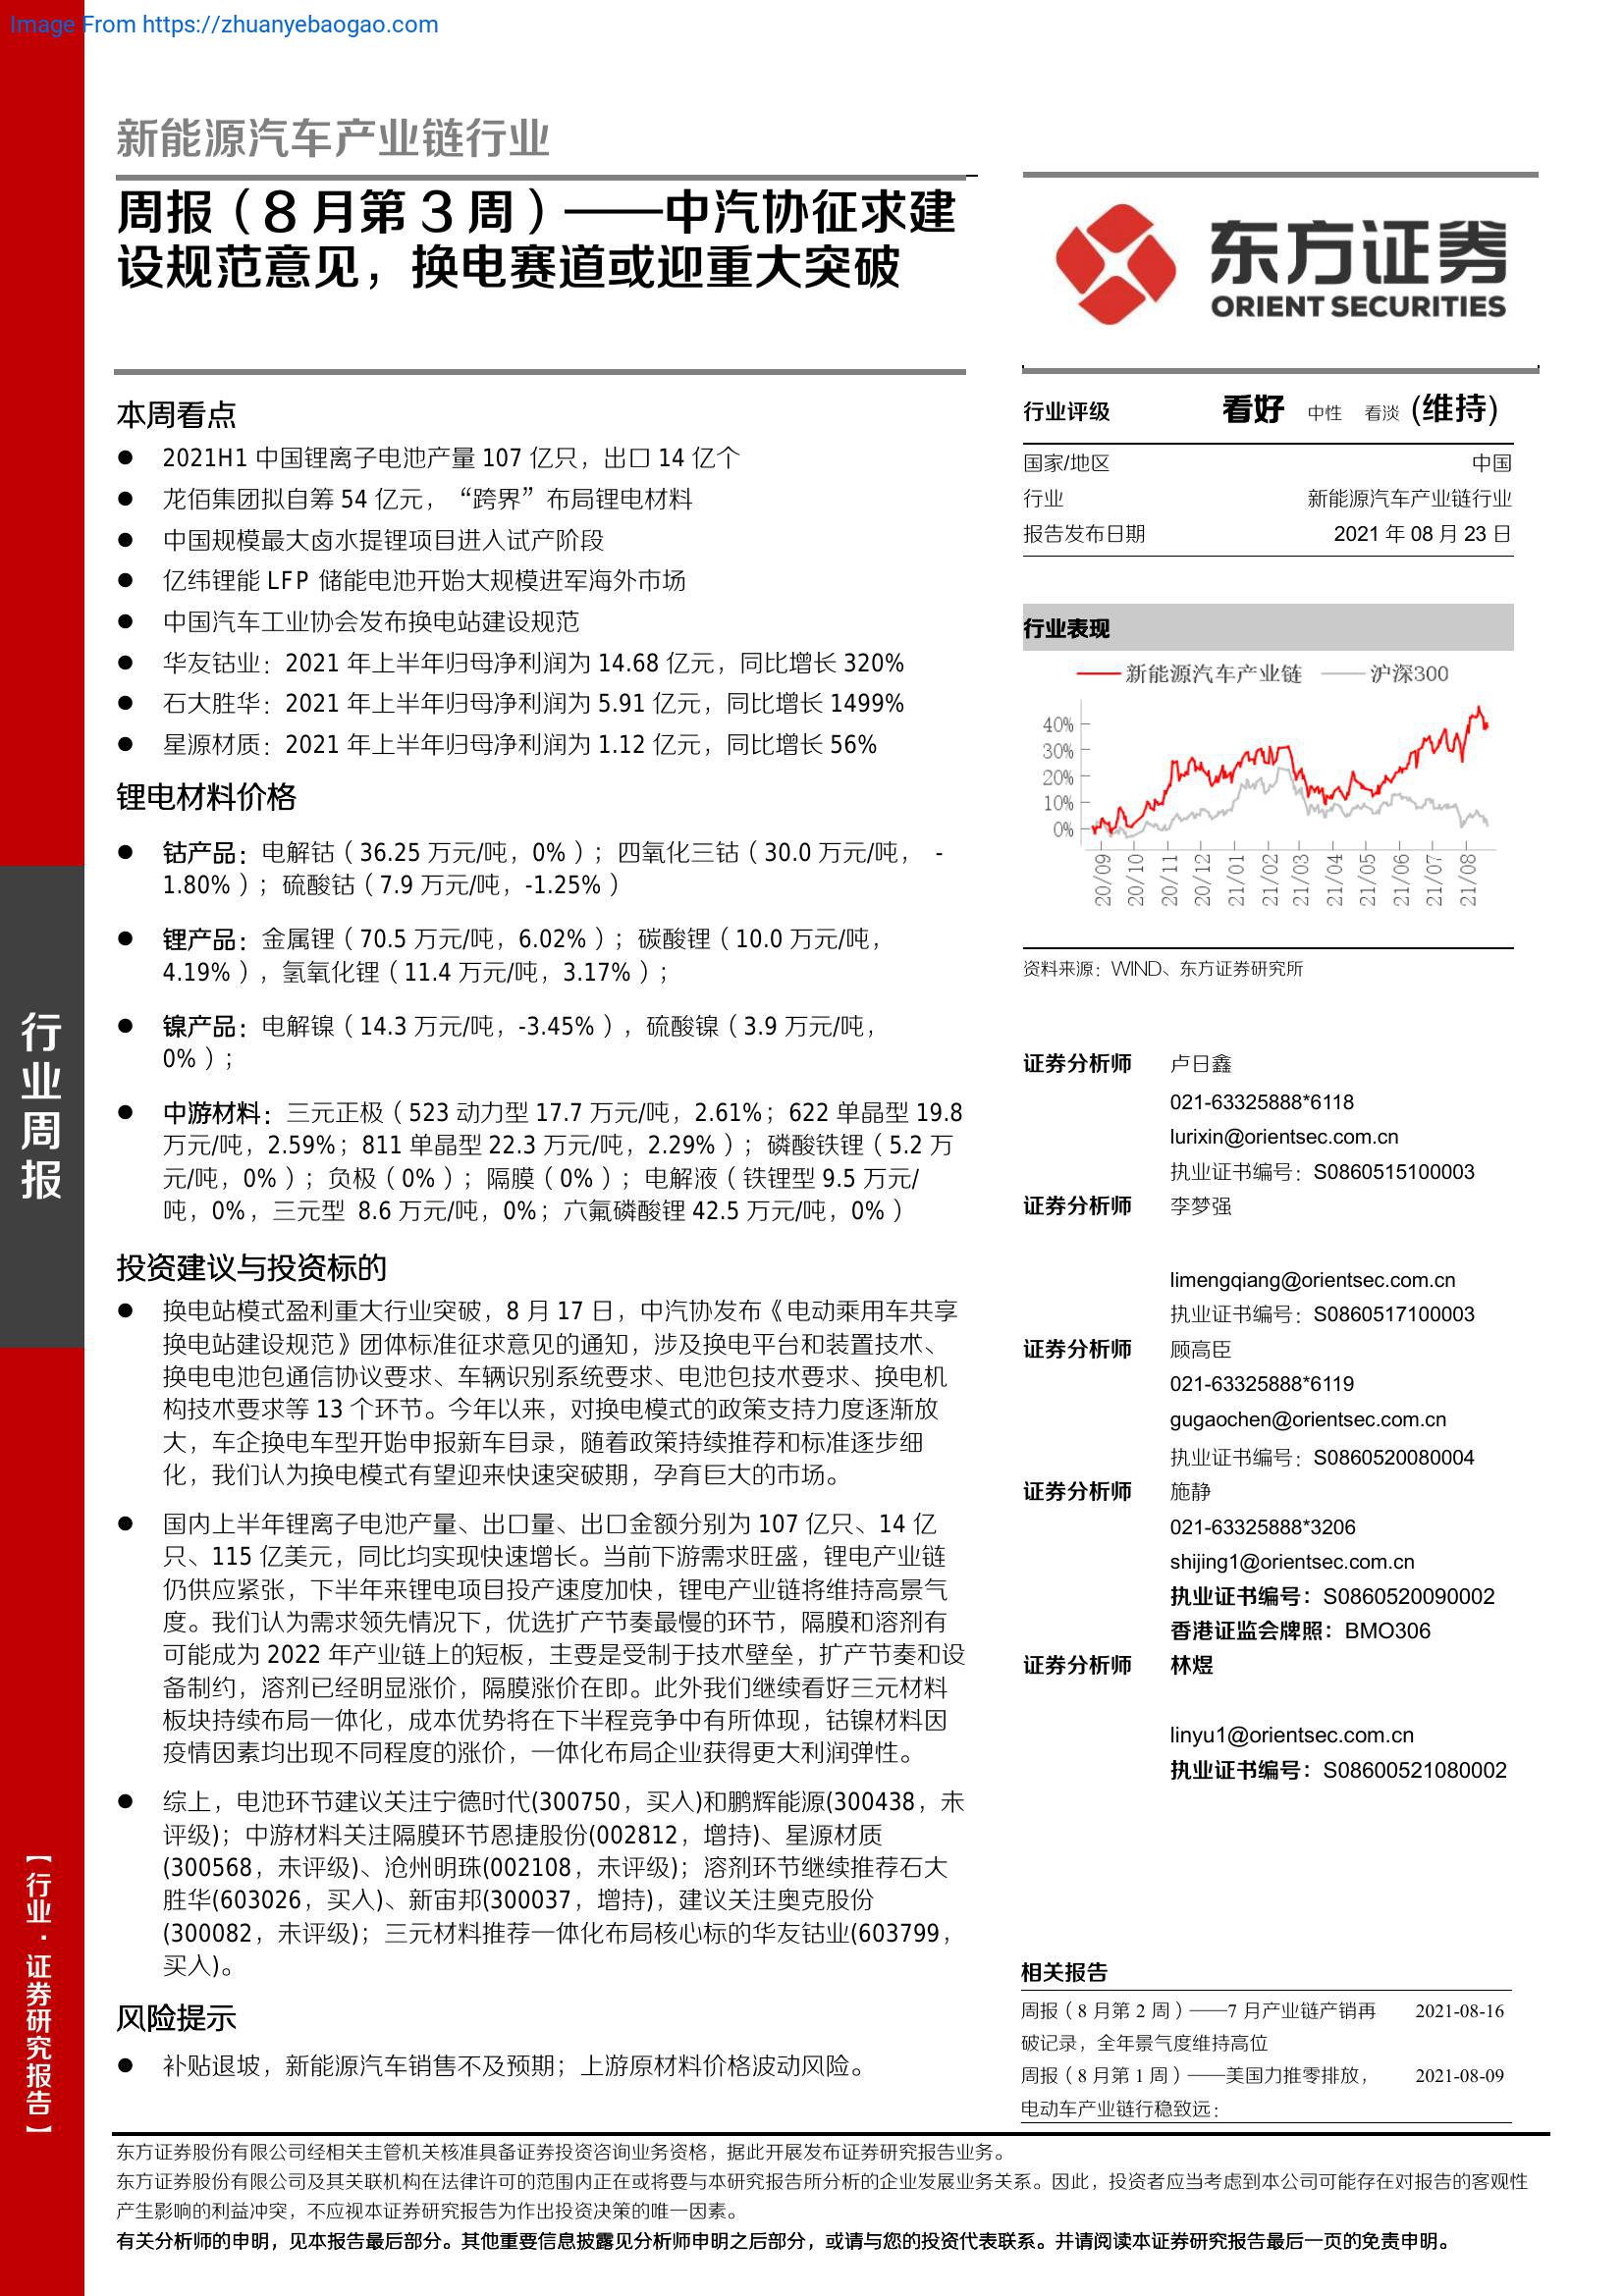 Image From https://zhuanyebaogao.com
新能源汽车产业链行业
周报（8 月第 3 周）——中汽协征求建
设规范意见，换电赛道或迎重大突破
东方证券
ORIENT SECURITIES
本周看点
● 2021H1 中国锂离子电池产量 107 亿只，出口 14 亿个
● 龙佰集团拟自筹 54 亿元，“跨界”布局锂电材料
● 中国规模最大卤水提锂项目进入试产阶段
● 亿纬锂能 LFP 储能电池开始大规模进军海外市场
● 中国汽车工业协会发布换电站建设规范
● 华友钴业：2021 年上半年归母净利润为 14.68 亿元，同比增长 320%
● 石大胜华：2021 年上半年归母净利润为 5.91 亿元，同比增长 1499%
● 星源材质：2021 年上半年归母净利润为 1.12 亿元，同比增长 56%
锂电材料价格
● 钴产品：电解钴（36.25 万元/吨，0%）；四氧化三钴（30.0 万元/吨， -
1.80%）；硫酸钴（7.9 万元/吨，-1.25%）
● 锂产品：金属锂（70.5 万元/吨，6.02%）；碳酸锂（10.0 万元/吨，
4.19%），氢氧化锂（11.4 万元/吨，3.17%）；
● 镍产品：电解镍（14.3 万元/吨，-3.45%），硫酸镍（3.9 万元/吨，
0%）；
● 中游材料：三元正极（523 动力型 17.7 万元/吨，2.61%；622 单晶型 19.8
万元/吨，2.59%；811 单晶型 22.3 万元/吨，2.29%）；磷酸铁锂（5.2 万
元/吨，0%）；负极（0%）；隔膜（0%）；电解液（铁锂型 9.5 万元/
吨，0%，三元型 8.6 万元/吨，0%；六氟磷酸锂 42.5 万元/吨，0%）
投资建议与投资标的
● 换电站模式盈利重大行业突破，8 月 17 日，中汽协发布《电动乘用车共享
换电站建设规范》团体标准征求意见的通知，涉及换电平台和装置技术、
换电电池包通信协议要求、车辆识别系统要求、电池包技术要求、换电机
构技术要求等 13 个环节。今年以来，对换电模式的政策支持力度逐渐放
大，车企换电车型开始申报新车目录，随着政策持续推荐和标准逐步细
化，我们认为换电模式有望迎来快速突破期，孕育巨大的市场。
● 国内上半年锂离子电池产量、出口量、出口金额分别为 107 亿只、14 亿
只、115 亿美元，同比均实现快速增长。当前下游需求旺盛，锂电产业链
仍供应紧张，下半年来锂电项目投产速度加快，锂电产业链将维持高景气
度。我们认为需求领先情况下，优选扩产节奏最慢的环节，隔膜和溶剂有
可能成为 2022 年产业链上的短板，主要是受制于技术壁垒，扩产节奏和设
备制约，溶剂已经明显涨价，隔膜涨价在即。此外我们继续看好三元材料
板块持续布局一体化，成本优势将在下半程竞争中有所体现，钴镍材料因
疫情因素均出现不同程度的涨价，一体化布局企业获得更大利润弹性。
● 综上，电池环节建议关注宁德时代(300750，买入)和鹏辉能源(300438，未
评级)；中游材料关注隔膜环节恩捷股份(002812，增持)、星源材质
(300568，未评级)、沧州明珠(002108，未评级)；溶剂环节继续推荐石大
胜华(603026，买入)、新宙邦(300037，增持)，建议关注奥克股份
(300082，未评级)；三元材料推荐一体化布局核心标的华友钴业(603799，
买入)。
风险提示
● 补贴退坡，新能源汽车销售不及预期；上游原材料价格波动风险。
行业评级 看好 中性 看淡 (维持)
国家/地区 中国
行业 新能源汽车产业链行业
报告发布日期 2021 年 08 月 23 日
行业表现
新能源汽车产业链 沪深300
40%
30%
20%
10%
0%
20/09 20/10 20/11 20/12 21/01 21/02 21/03 21/04 21/05 21/06 21/07 21/08
资料来源：WIND、东方证券研究所
证券分析师 卢日鑫
021-63325888*6118
lurixin@orientsec.com.cn
执业证书编号：S0860515100003
证券分析师 李梦强
limengqiang@orientsec.com.cn
执业证书编号：S0860517100003
证券分析师 顾高臣
021-63325888*6119
gugaochen@orientsec.com.cn
执业证书编号：S0860520080004
证券分析师 施静
021-63325888*3206
shijing1@orientsec.com.cn
执业证书编号：S0860520090002
香港证监会牌照：BMO306
证券分析师 林煜
linyu1@orientsec.com.cn
执业证书编号：S08600521080002
相关报告
周报（8 月第 2 周）——7 月产业链产销再 2021-08-16
破记录，全年景气度维持高位
周报（8 月第 1 周）——美国力推零排放， 2021-08-09
电动车产业链行稳致远：
行业周报
【行业·证券研究报告】
东方证券股份有限公司经相关主管机关核准具备证券投资咨询业务资格，据此开展发布证券研究报告业务。
东方证券股份有限公司及其关联机构在法律许可的范围内正在或将要与本研究报告所分析的企业发展业务关系。因此，投资者应当考虑到本公司可能存在对报告的客观性
产生影响的利益冲突，不应视本证券研究报告为作出投资决策的唯一因素。
有关分析师的申明，见本报告最后部分。其他重要信息披露见分析师申明之后部分，或请与您的投资代表联系。并请阅读本证券研究报告最后一页的免责申明。